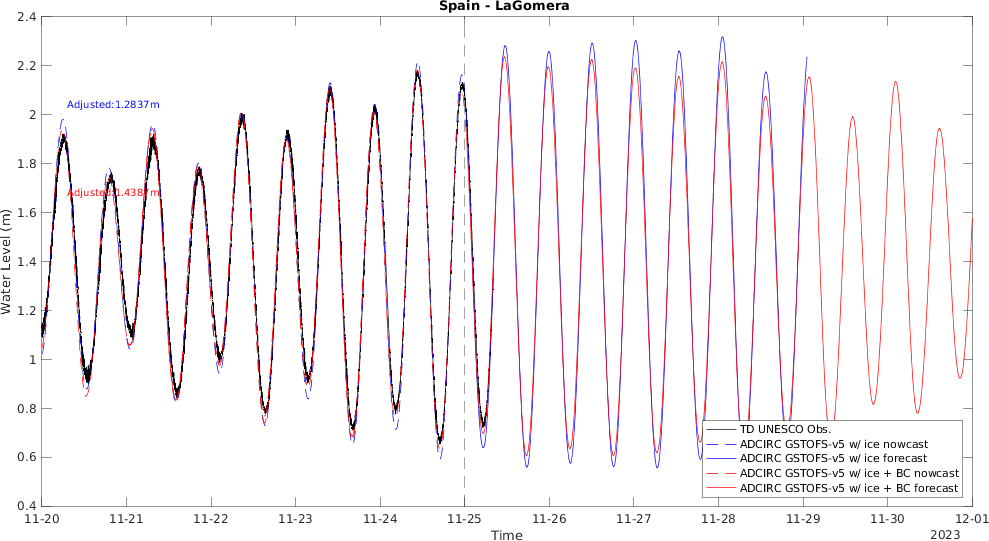 Spain - LaGomera
2.4
2.2
2
1.8
1.6
1.4
1.2
1
0.8
0.6
0.4
Water Level (m)
Adjusted:1.2837m
Adjusted:1.4387m
TD UNESCO Obs.
ADCIRC GSTOFS-v5 w/ ice nowcast
ADCIRC GSTOFS-v5 w/ ice forecast
ADCIRC GSTOFS-v5 w/ ice + BC nowcast
ADCIRC GSTOFS-v5 w/ ice + BC forecast
11-20 11-21 11-22 11-23 11-24 11-25 11-26 11-27 11-28 11-29 11-30 12-01
Time
2023